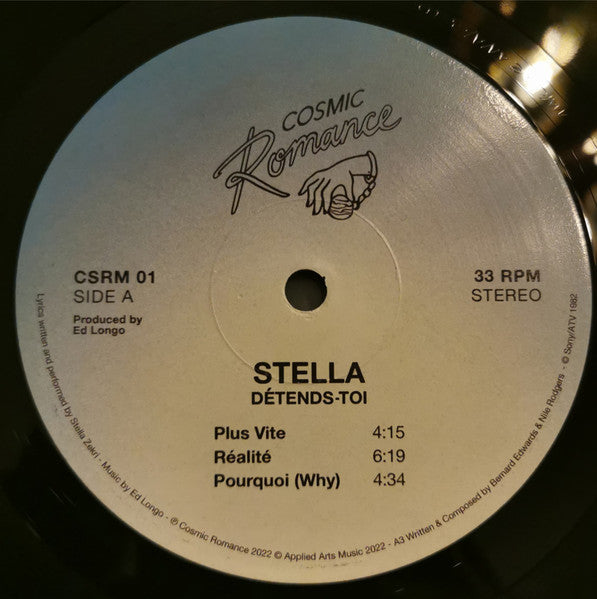 COSMIC
Romance
CSRM 01
SIDE A
Produced by
Ed Longo
33 RPM
STEREO
STELLA
DÉTENDS-TOI
Plus Vite 4:15
Réalité 6:19
Pourquoi (Why) 4:34
Lyrics written and performed by Stella Zekri - Music by Ed Longo - ℗ Cosmic Romance 2022 © Applied Arts Music 2022 - A3 Written & Composed by Bernard Edwards & Nile Rodgers - © Sony/ATV 1982